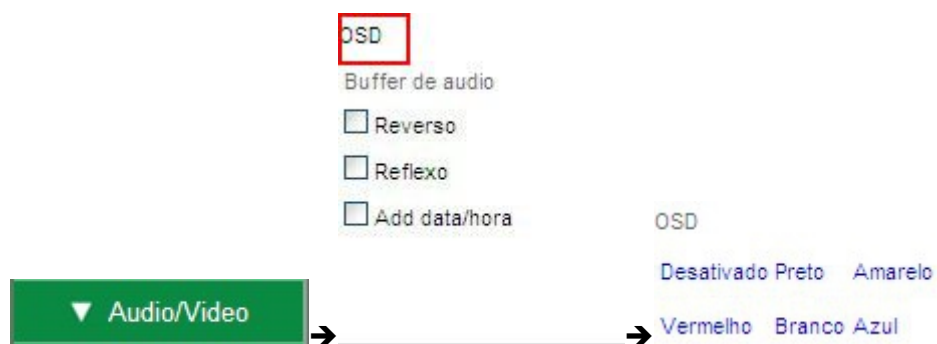 OSD
Buffer de audio
Reverso
Reflexo
Add data/hora
OSD
Desativado Preto Amarelo
▼ Audio/Video
➔
➔
Vermelho Branco Azul